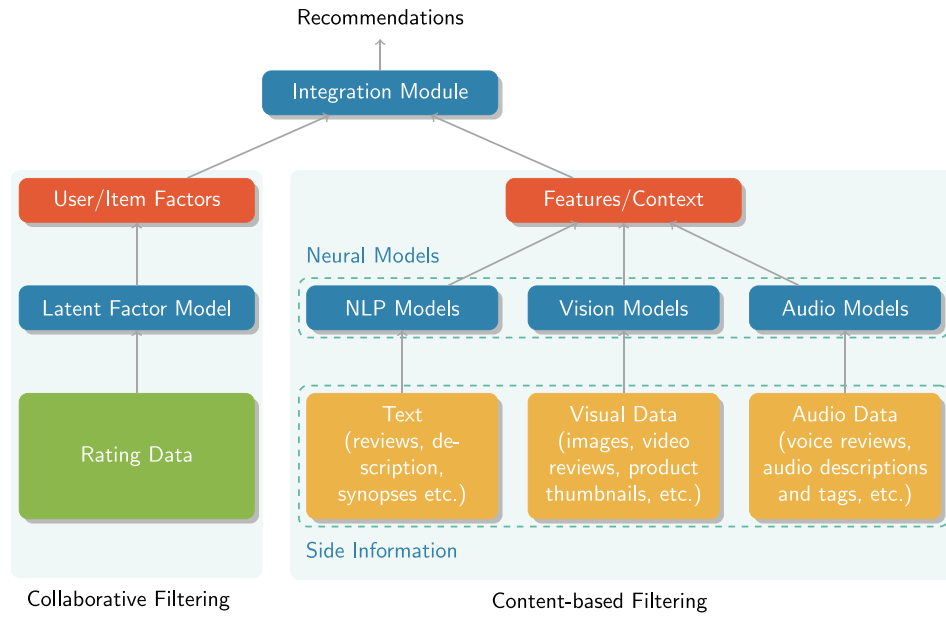 Recommendations
Integration Module
User/Item Factors
Features/Context
Neural Models
Latent Factor Model
NLP Models
Vision Models
Audio Models
Rating Data
Text
(reviews, de-
scription,
synopses etc.)
Visual Data
(images, video
reviews, product
thumbnails, etc.)
Audio Data
(voice reviews,
audio descriptions
and tags, etc.)
Side Information
Collaborative Filtering
Content-based Filtering